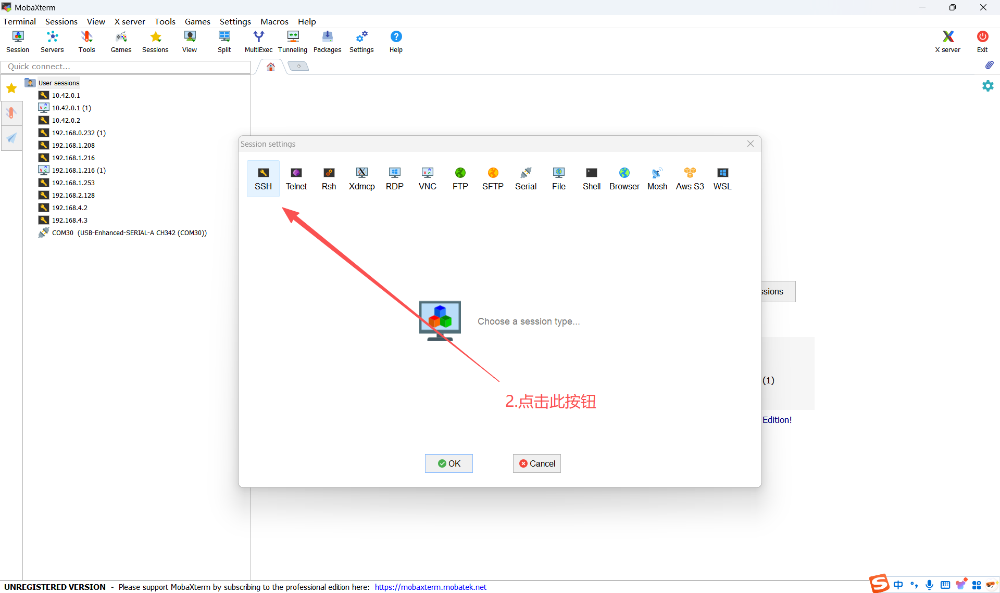 MobaXterm
Terminal Sessions View X server Tools Games Settings Macros Help
Session Servers Tools Games Sessions View Split MultiExec Tunneling Packages Settings Help X server Exit
Quick connect...
User sessions
10.42.0.1
10.42.0.1 (1)
10.42.0.2
192.168.0.232 (1)
192.168.1.208
192.168.1.216
192.168.1.216 (1)
192.168.1.253
192.168.2.128
192.168.4.2
192.168.4.3
COM30 (USB-Enhanced-SERIAL-A CH342 (COM30))
Session settings
SSH Telnet Rsh Xdmcp RDP VNC FTP SFTP Serial File Shell Browser Mosh Aws S3 WSL
ssions
Choose a session type...
(1)
2.点击此按钮
Edition!
OK Cancel
UNREGISTERED VERSION - Please support MobaXterm by subscribing to the professional edition here: https://mobaxterm.mobatek.net
中